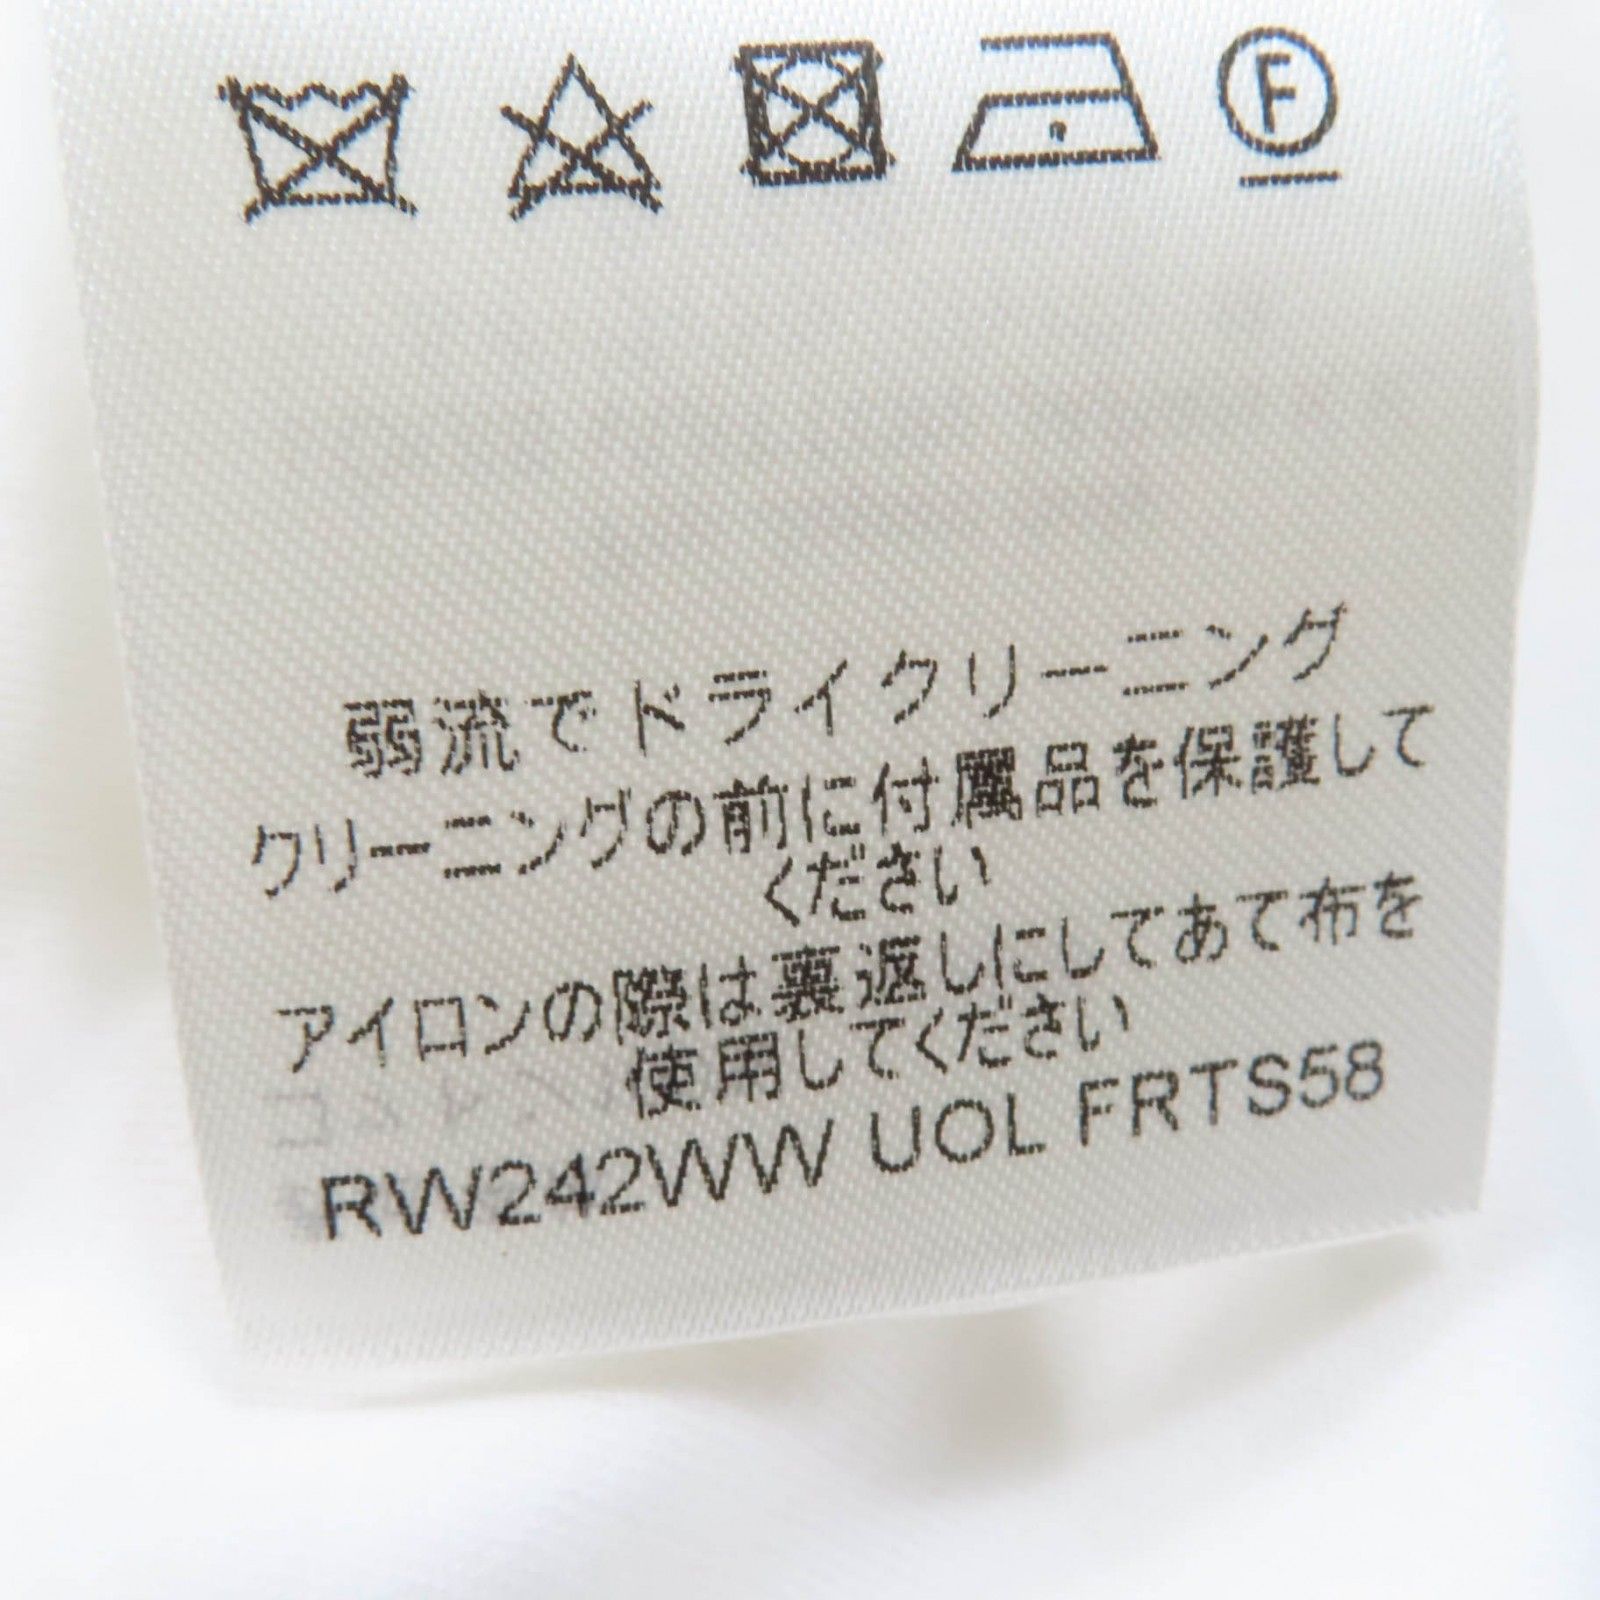 F
弱流でドライクリーニング
クリーニングの前に付属品を保護して
ください
アイロンの際は裏返しにしてあて布を
使用してください
RW242WW UOL FRTS58